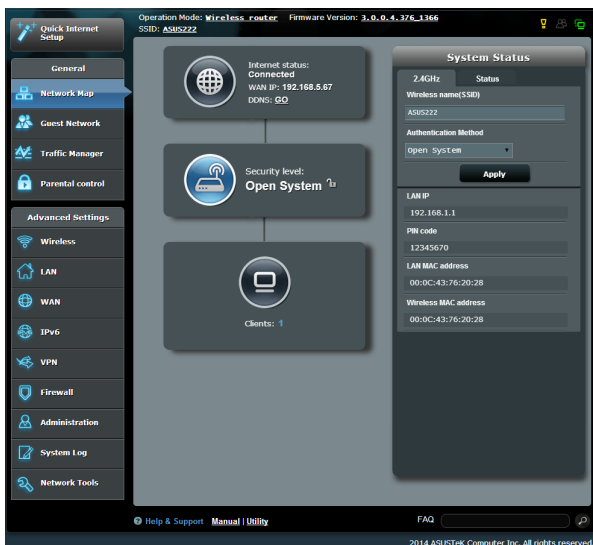 Quick Internet
Setup
Operation Mode: Wireless router Firmware Version: 3.0.0.4.376_1366
SSID: ASUS222
General
Network Map
Guest Network
Traffic Manager
Parental control
Advanced Settings
Wireless
LAN
WAN
IPv6
VPN
Firewall
Administration
System Log
Network Tools
Internet status:
Connected
WAN IP: 192.168.5.67
DDNS: GO
Security level:
Open System
Clients: 1
System Status
2.4GHz Status
Wireless name(SSID)
ASUS222
Authentication Method
Open System
Apply
LAN IP
192.168.1.1
PIN code
12345670
LAN MAC address
00:0C:43:76:20:28
Wireless MAC address
00:0C:43:76:20:28
Help & Support Manual | Utility
FAQ
2014 ASUSTeK Computer Inc. All rights reserved